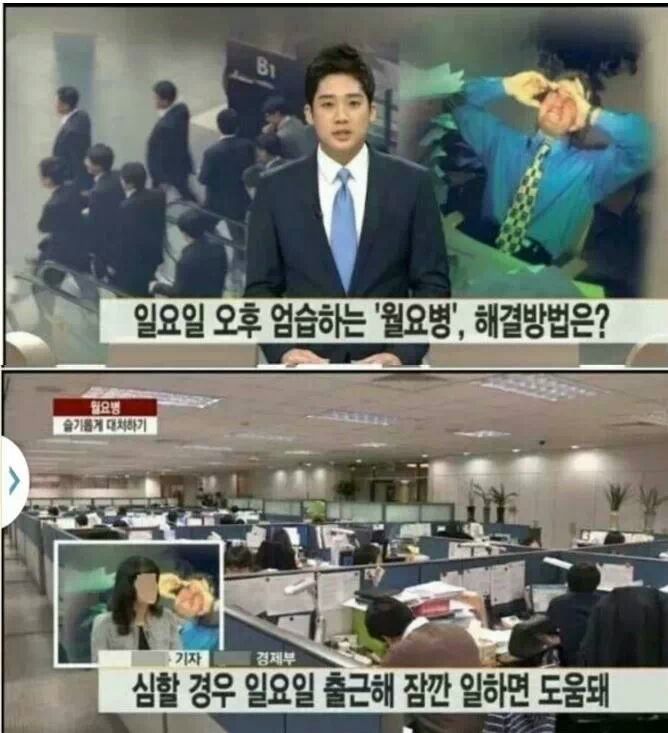 B1
일요일 오후 엄습하는 '월요병', 해결방법은?
월요병
슬기롭게 대처하기
기자 경제부
심할 경우 일요일 출근해 잠깐 일하면 도움돼